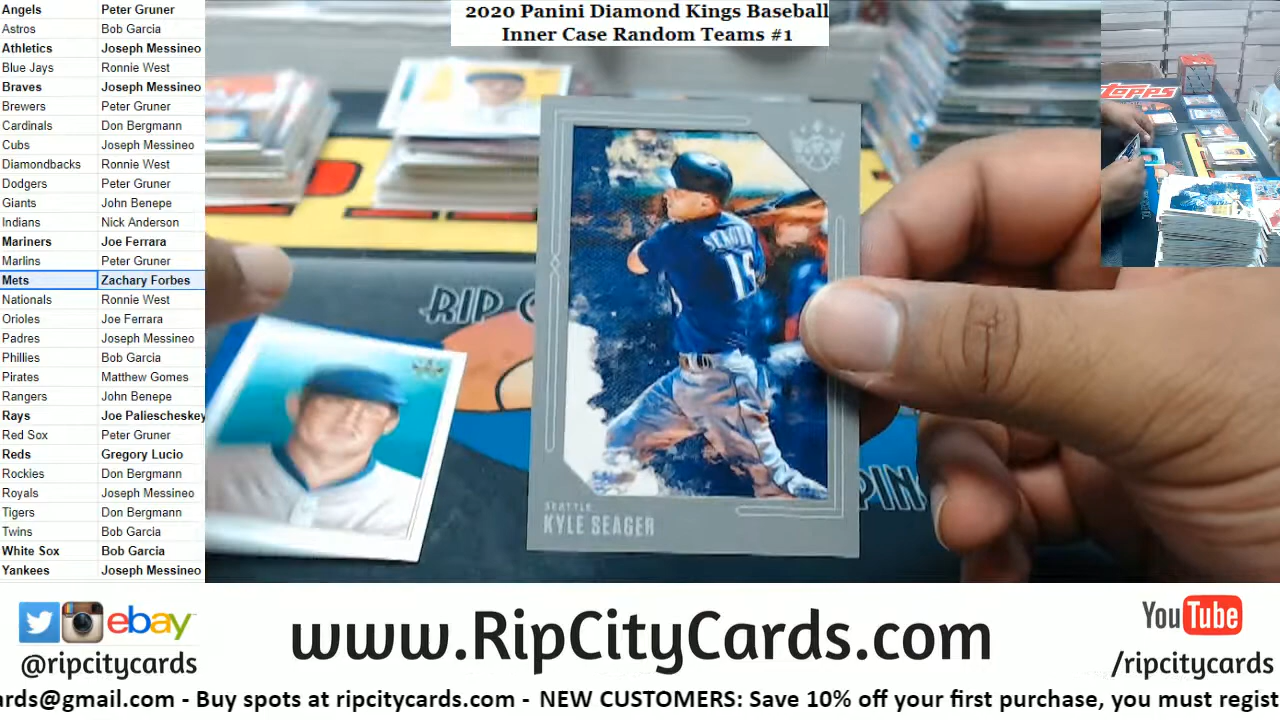 Angels Peter Gruner
Astros Bob Garcia
Athletics Joseph Messineo
Blue Jays Ronnie West
Braves Joseph Messineo
Brewers Peter Gruner
Cardinals Don Bergmann
Cubs Joseph Messineo
Diamondbacks Ronnie West
Dodgers Peter Gruner
Giants John Benepe
Indians Nick Anderson
Mariners Joe Ferrara
Marlins Peter Gruner
Mets Zachary Forbes
Nationals Ronnie West
Orioles Joe Ferrara
Padres Joseph Messineo
Phillies Bob Garcia
Pirates Matthew Gomes
Rangers John Benepe
Rays Joe Paliescheskey
Red Sox Peter Gruner
Reds Gregory Lucio
Rockies Don Bergmann
Royals Joseph Messineo
Tigers Don Bergmann
Twins Bob Garcia
White Sox Bob Garcia
Yankees Joseph Messineo
2020 Panini Diamond Kings Baseball
Inner Case Random Teams #1
topps
RIP
15
SEATTLE
KYLE SEAGER
ebay
@ripcitycards
www.RipCityCards.com
YouTube
/ripcitycards
ards@gmail.com - Buy spots at ripcitycards.com - NEW CUSTOMERS: Save 10% off your first purchase, you must regist